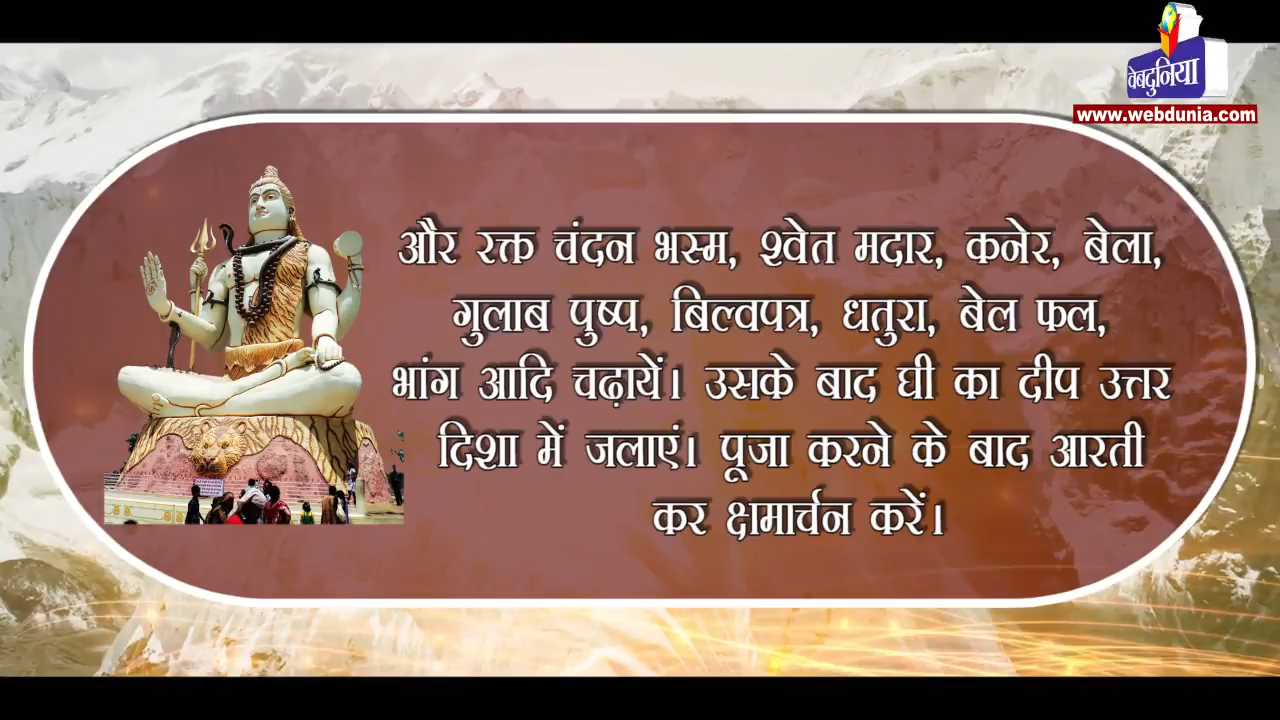 वेबदुनिया
www.webdunia.com
और रक्त चंदन भस्म, श्वेत मदार, कनेर, बेला,
गुलाब पुष्प, बिल्वपत्र, धतुरा, बेल फल,
भांग आदि चढ़ायें। उसके बाद घी का दीप उत्तर
दिशा में जलाएं। पूजा करने के बाद आरती
कर क्षमार्चन करें।